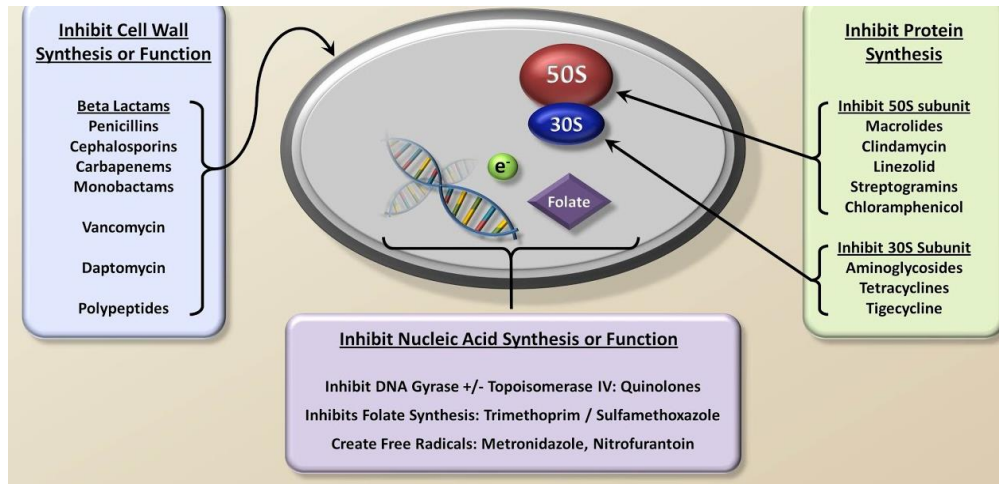 Inhibit Cell Wall
Synthesis or Function
Beta Lactams
Penicillins
Cephalosporins
Carbapenems
Monobactams
Vancomycin
Daptomycin
Polypeptides
50S
30S
e-
Folate
Inhibit Protein
Synthesis
Inhibit 50S subunit
Macrolides
Clindamycin
Linezolid
Streptogramins
Chloramphenicol
Inhibit 30S Subunit
Aminoglycosides
Tetracyclines
Tigecycline
Inhibit Nucleic Acid Synthesis or Function
Inhibit DNA Gyrase +/- Topoisomerase IV: Quinolones
Inhibits Folate Synthesis: Trimethoprim / Sulfamethoxazole
Create Free Radicals: Metronidazole, Nitrofurantoin